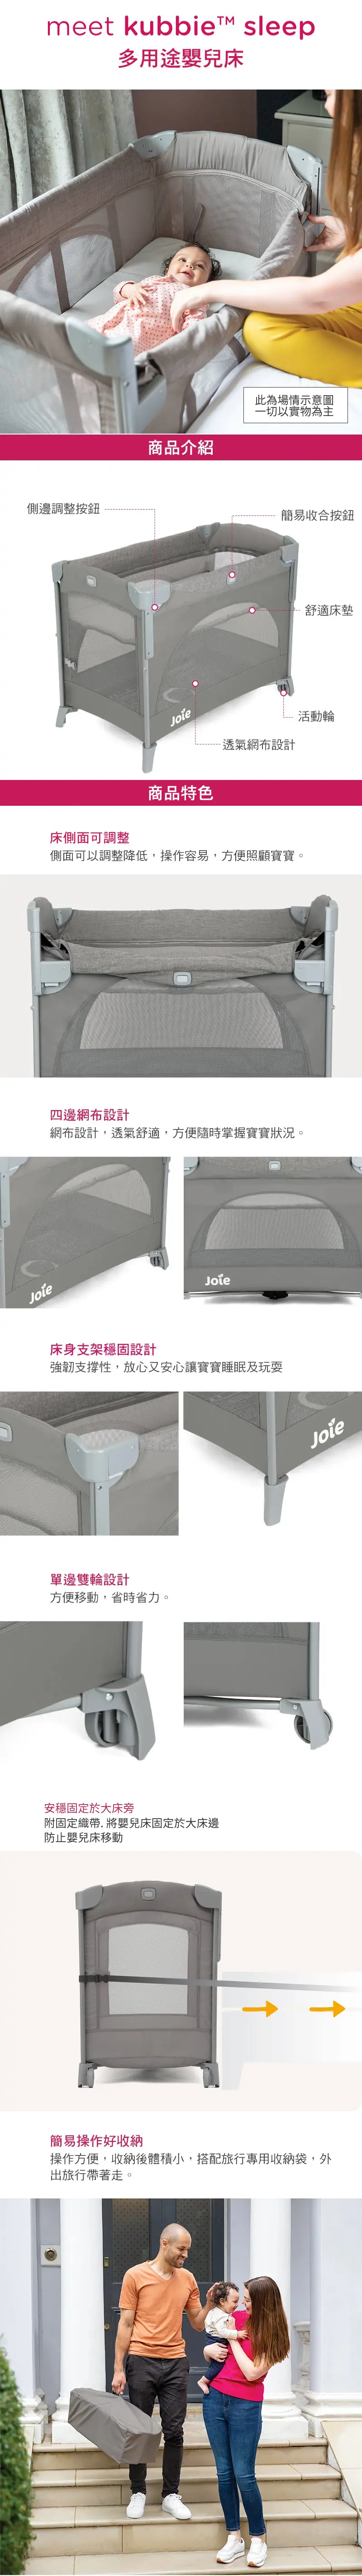 meet kubbie™ sleep
多用途嬰兒床
此為場情示意圖
一切以實物為主
商品介紹
側邊調整按鈕
簡易收合按鈕
舒適床墊
活動輪
Joie
透氣網布設計
商品特色
床側面可調整
側面可以調整降低，操作容易，方便照顧寶寶。
四邊網布設計
網布設計，透氣舒適，方便隨時掌握寶寶狀況。
Joie
Joie
床身支架穩固設計
強韌支撐性，放心又安心讓寶寶睡眠及玩耍
Joie
單邊雙輪設計
方便移動，省時省力。
安穩固定於大床旁
附固定織帶. 將嬰兒床固定於大床邊
防止嬰兒床移動
簡易操作好收納
操作方便，收納後體積小，搭配旅行專用收納袋，外
出旅行帶著走。